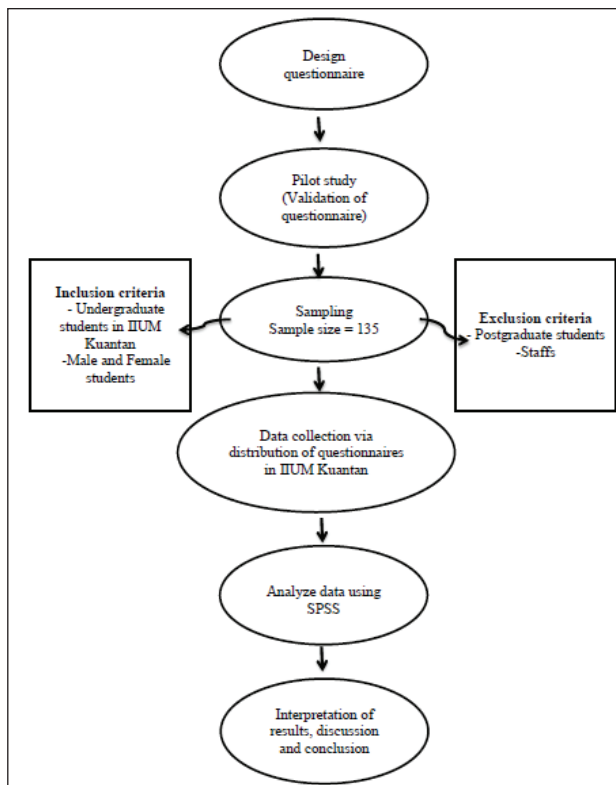 Design
questionnaire
Pilot study
(Validation of
questionnaire)
Inclusion criteria
- Undergraduate
students in IIUM
Kuantan
-Male and Female
students
Sampling
Sample size = 135
Exclusion criteria
- Postgraduate students
-Staffs
Data collection via
distribution of questionnaires
in IIUM Kuantan
Analyze data using
SPSS
Interpretation of
results, discussion
and conclusion